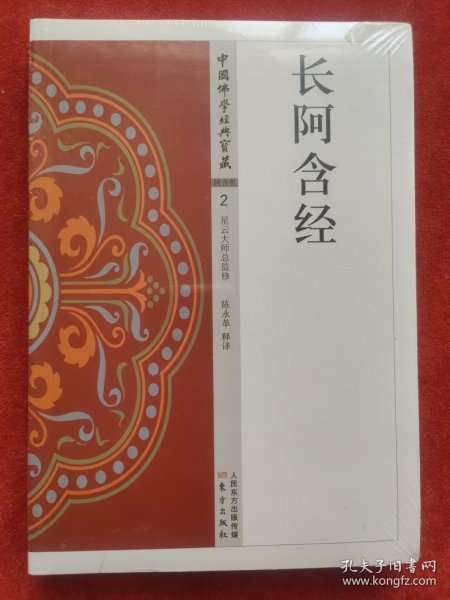 长阿含经
中國佛學經典寶藏
阿含类
2
星云大师总监修
陈永革 释译
人民东方出版传媒
东方出版社
孔夫子旧书网
www.kongfz.com